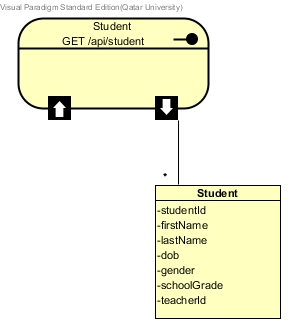 Visual Paradigm Standard Edition(Qatar University)
Student
GET /api/student
*
Student
-studentId
-firstName
-lastName
-dob
-gender
-schoolGrade
-teacherId